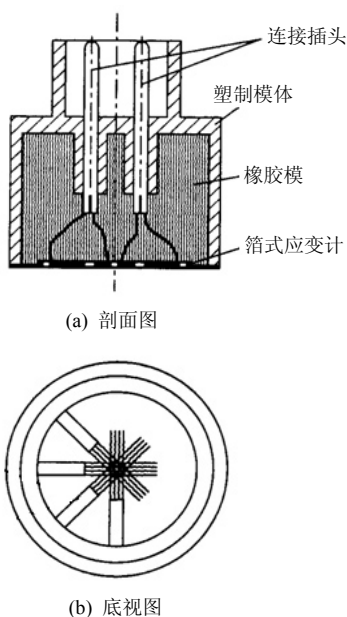 连接插头
塑制模体
橡胶模
箔式应变计
(a) 剖面图
(b) 底视图